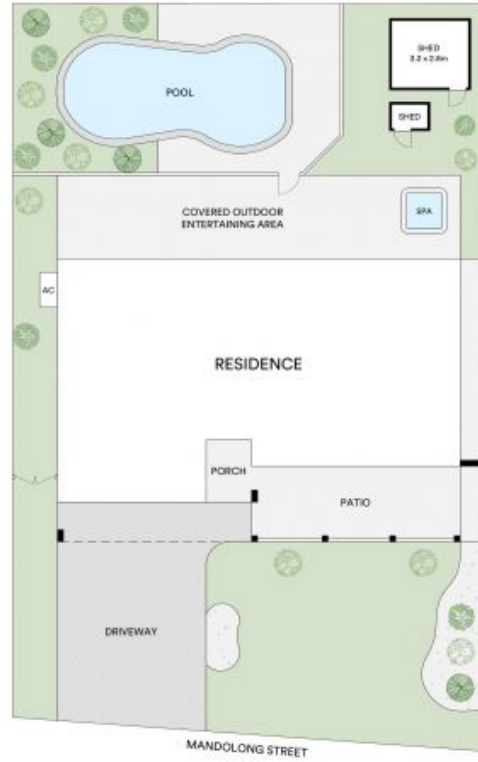 SHED
3.2 x 2.8m
POOL
SHED
COVERED OUTDOOR
ENTERTAINING AREA
SPA
AC
RESIDENCE
PORCH
PATIO
DRIVEWAY
MANDOLONG STREET